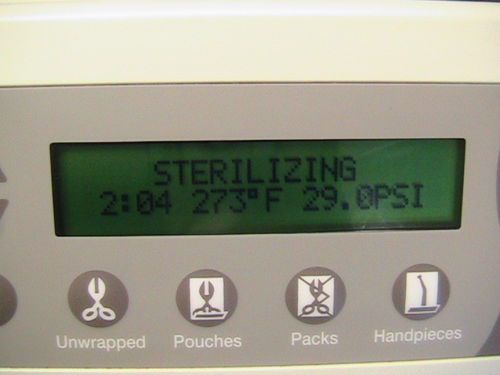 STERILIZING
2:04 273°F 29.0PSI
Unwrapped Pouches Packs Handpieces